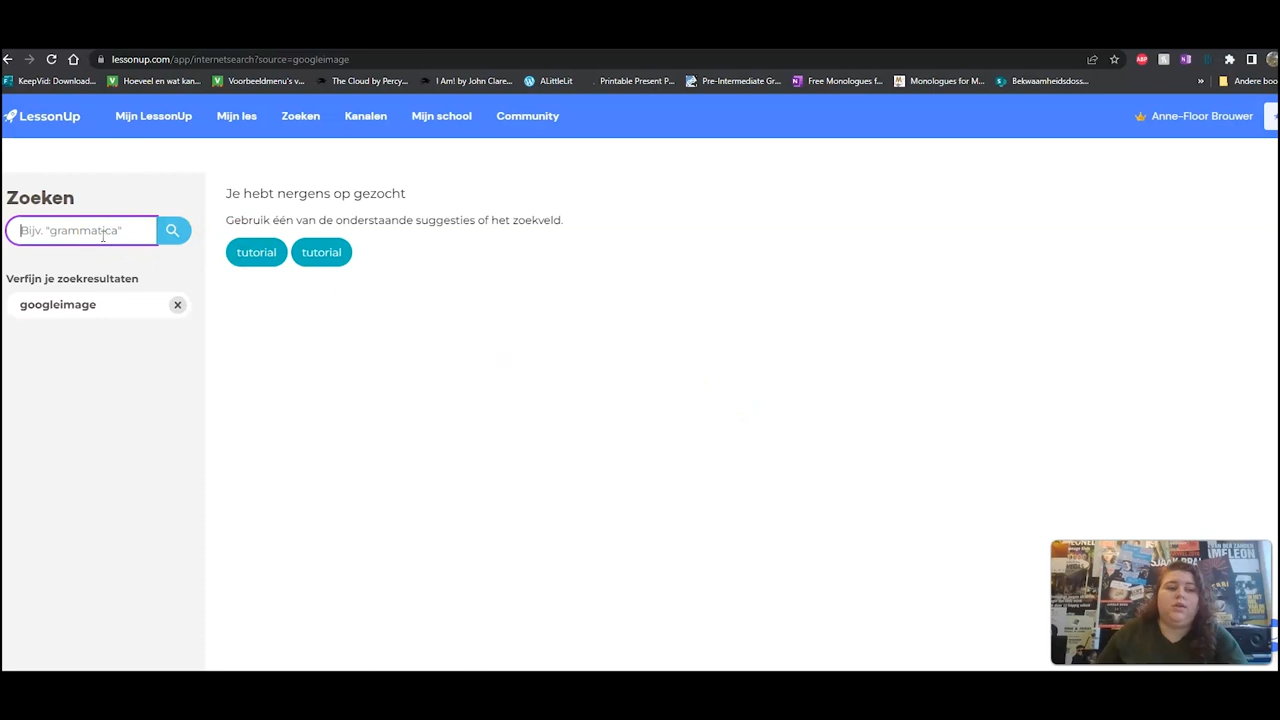 lessonup.com/app/internetsearch?source=googleimage
KeepVid: Download...
Hoeveel en wat kan...
Voorbeeldmenu's v...
The Cloud by Percy...
I Am! by John Clare...
ALittleLit
Printable Present P...
Pre-Intermediate Gr...
Free Monologues f...
Monologues for M...
Bekwaamheidsdoss...
»
Andere boo
LessonUp
Mijn LessonUp
Mijn les
Zoeken
Kanalen
Mijn school
Community
Anne-Floor Brouwer
Zoeken
Bijv. "grammatica"
Verfijn je zoekresultaten
googleimage
Je hebt nergens op gezocht
Gebruik één van de onderstaande suggesties of het zoekveld.
tutorial
tutorial